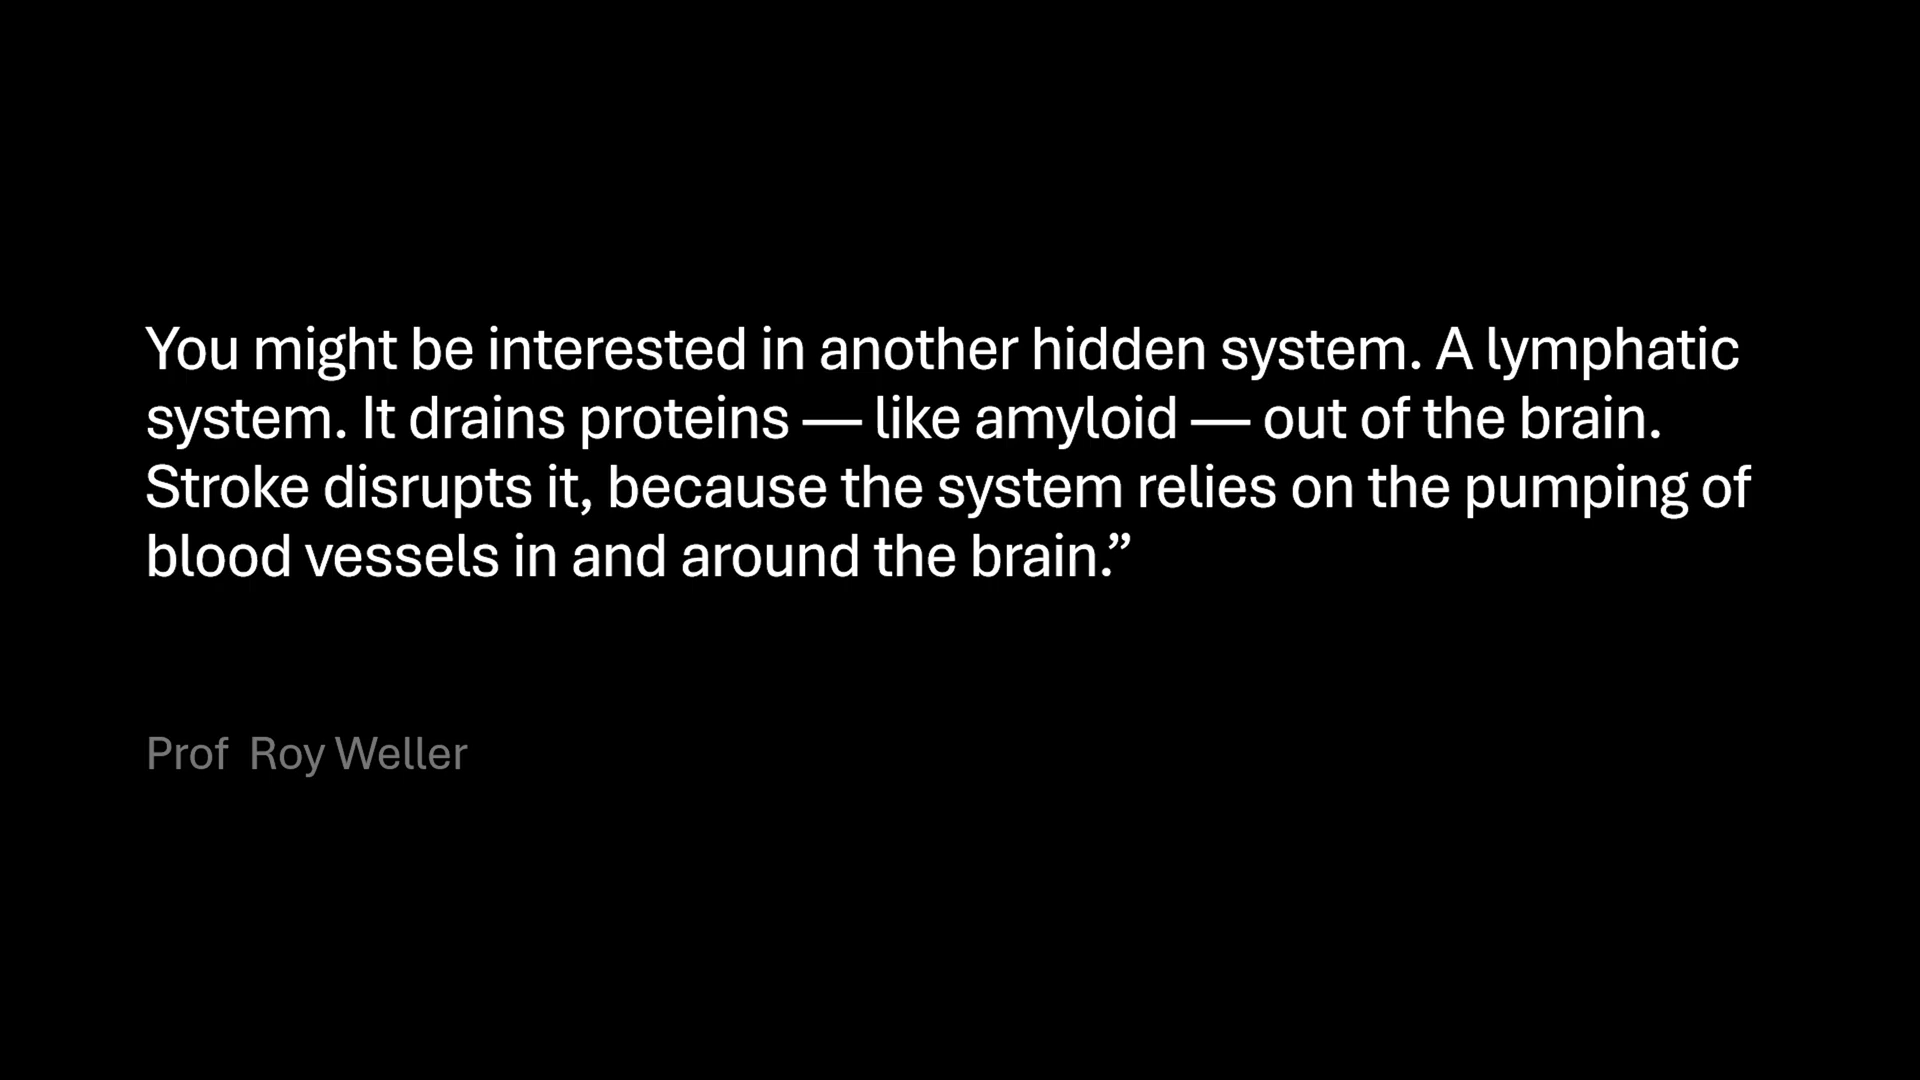 You might be interested in another hidden system. A lymphatic
system. It drains proteins — like amyloid — out of the brain.
Stroke disrupts it, because the system relies on the pumping of
blood vessels in and around the brain.”
Prof  Roy Weller